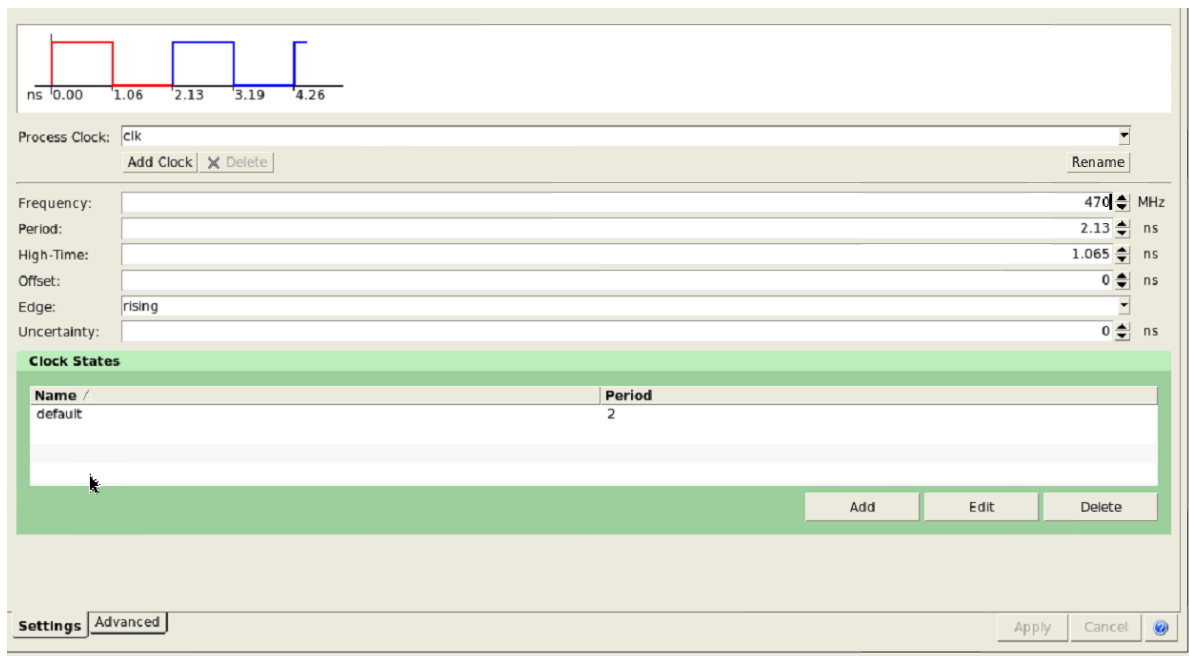 ns 0.00 1.06 2.13 3.19 4.26
Process Clock: clk
Add Clock Delete Rename
Frequency: 470 MHz
Period: 2.13 ns
High-Time: 1.065 ns
Offset: 0 ns
Edge: rising
Uncertainty: 0 ns
Clock States
Name Period
default 2
Add Edit Delete
Settings Advanced Apply Cancel ?